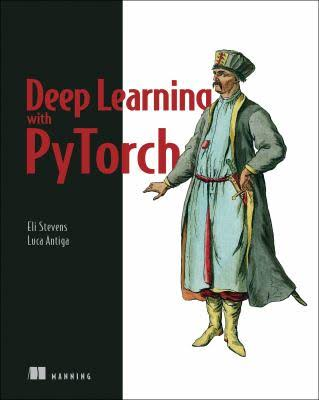 Deep Learning
with
PyTorch
Eli Stevens
Luca Antiga
MANNING